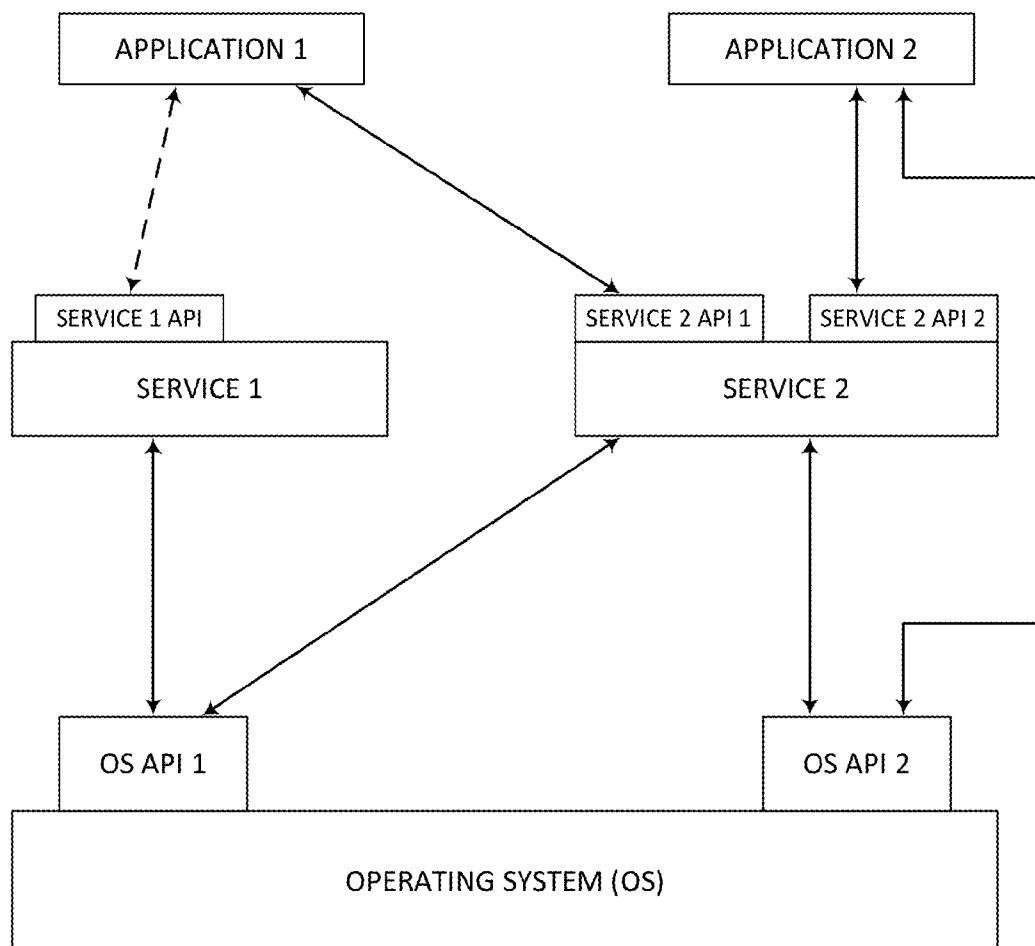 APPLICATION 1
APPLICATION 2
SERVICE 1 API
SERVICE 2 API 1
SERVICE 2 API 2
SERVICE 1
SERVICE 2
OS API 1
OS API 2
OPERATING SYSTEM (OS)